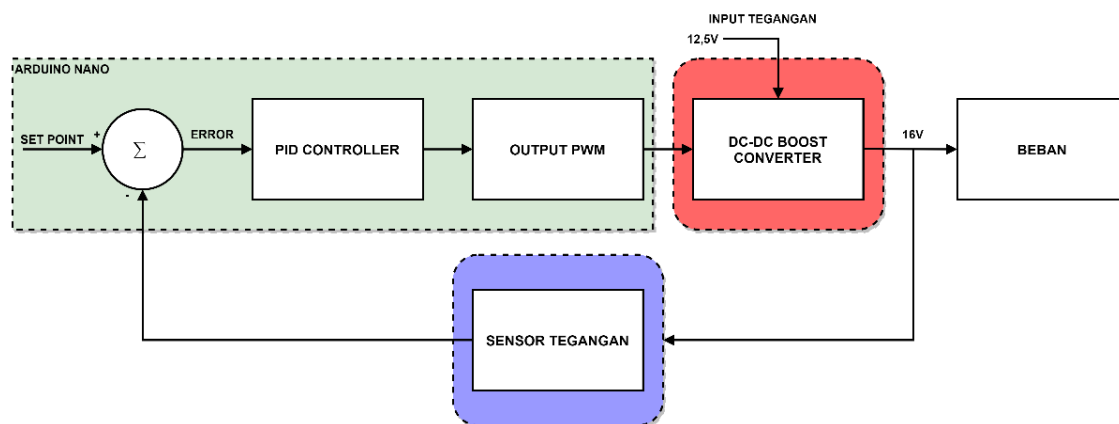 INPUT TEGANGAN
12,5V
ARDUINO NANO
SET POINT
+
Σ
-
ERROR
PID CONTROLLER
OUTPUT PWM
DC-DC BOOST
CONVERTER
16V
BEBAN
SENSOR TEGANGAN